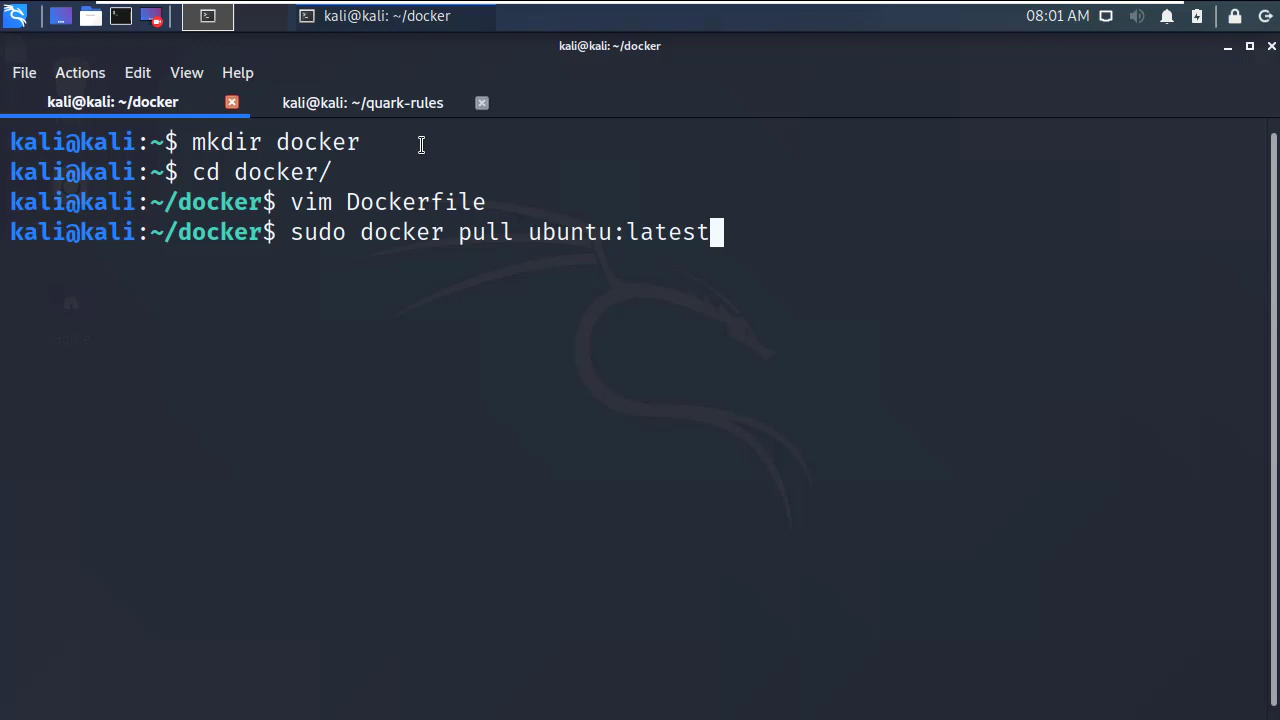 kali@kali: ~/docker
08:01 AM
kali@kali: ~/docker
File Actions Edit View Help
kali@kali: ~/docker
kali@kali: ~/quark-rules
kali@kali:~$ mkdir docker
kali@kali:~$ cd docker/
kali@kali:~/docker$ vim Dockerfile
kali@kali:~/docker$ sudo docker pull ubuntu:latest